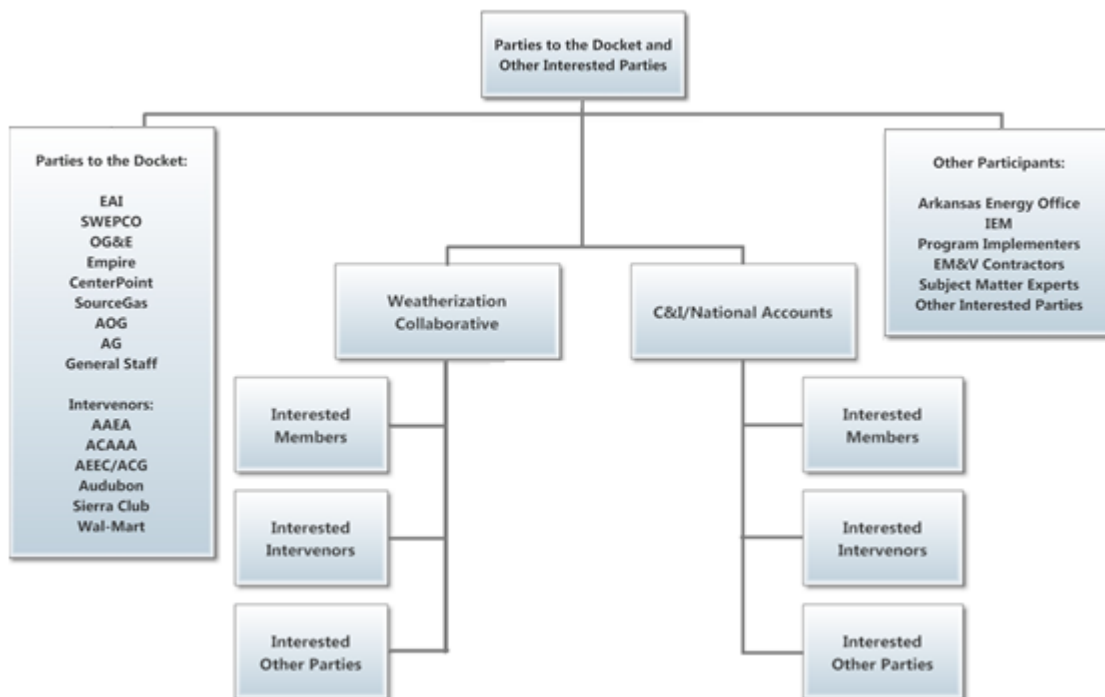 Parties to the Docket and
Other Interested Parties
Parties to the Docket:
EAI
SWEPCO
OG&E
Empire
CenterPoint
SourceGas
AOG
AG
General Staff
Intervenors:
AAEA
ACAAA
AEEC/ACG
Audubon
Sierra Club
Wal-Mart
Weatherization
Collaborative
Interested
Members
Interested
Intervenors
Interested
Other Parties
C&I/National Accounts
Interested
Members
Interested
Intervenors
Interested
Other Parties
Other Participants:
Arkansas Energy Office
IEM
Program Implementers
EM&V Contractors
Subject Matter Experts
Other Interested Parties